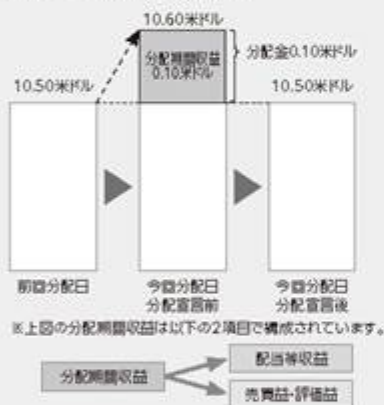 10.60米ドル
分配期間収益
0.10米ドル
分配金0.10米ドル
10.50米ドル
10.50米ドル
前回分配日
今回分配日
分配宣言前
今回分配日
分配宣言後
※上図の分配期間収益は以下の2項目で構成されています。
分配期間収益
配当等収益
売買益・評価益